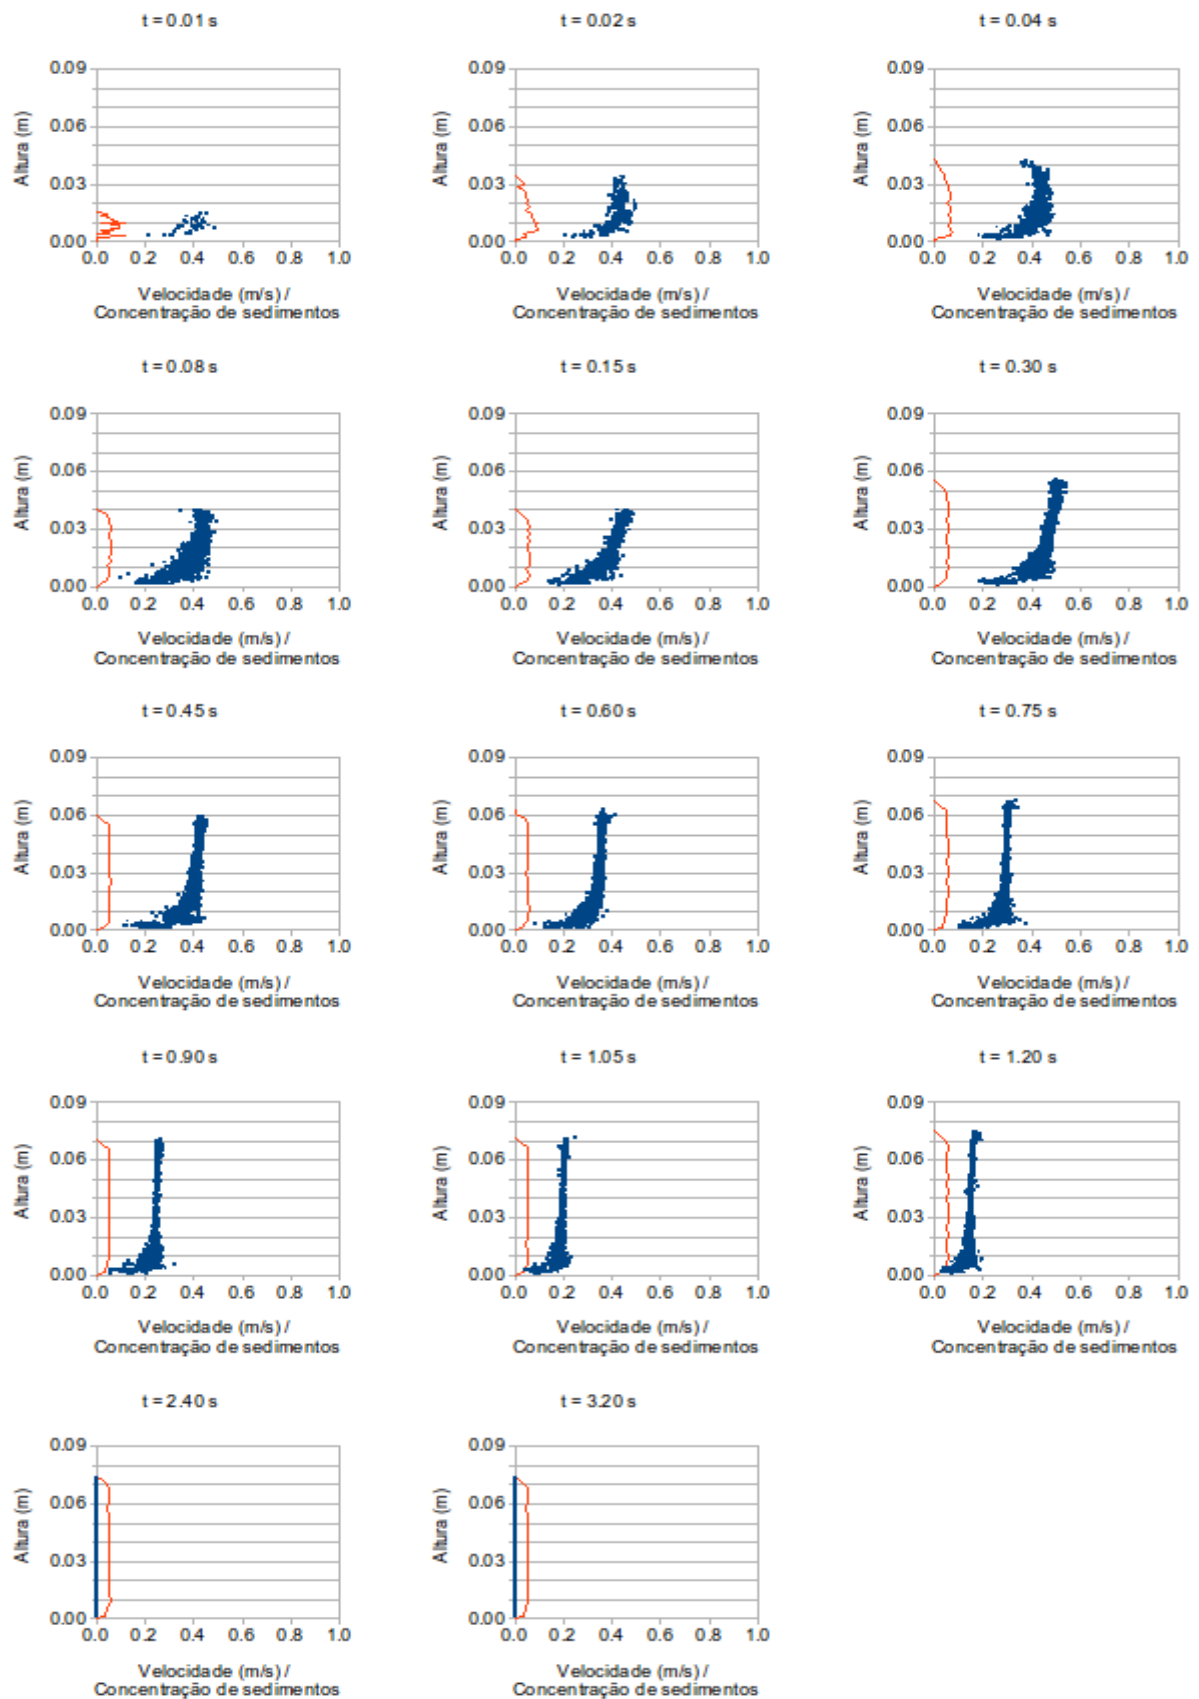 t = 0.01 s
t = 0.02 s
t = 0.04 s
0.09
0.06
0.03
0.00
Altura (m)
0.0 0.2 0.4 0.6 0.8 1.0
Velocidade (m/s) /
Concentração de sedimentos
0.09
0.06
0.03
0.00
Altura (m)
0.0 0.2 0.4 0.6 0.8 1.0
Velocidade (m/s) /
Concentração de sedimentos
0.09
0.06
0.03
0.00
Altura (m)
0.0 0.2 0.4 0.6 0.8 1.0
Velocidade (m/s) /
Concentração de sedimentos
t = 0.08 s
t = 0.15 s
t = 0.30 s
0.09
0.06
0.03
0.00
Altura (m)
0.0 0.2 0.4 0.6 0.8 1.0
Velocidade (m/s) /
Concentração de sedimentos
0.09
0.06
0.03
0.00
Altura (m)
0.0 0.2 0.4 0.6 0.8 1.0
Velocidade (m/s) /
Concentração de sedimentos
0.09
0.06
0.03
0.00
Altura (m)
0.0 0.2 0.4 0.6 0.8 1.0
Velocidade (m/s) /
Concentração de sedimentos
t = 0.45 s
t = 0.60 s
t = 0.75 s
0.09
0.06
0.03
0.00
Altura (m)
0.0 0.2 0.4 0.6 0.8 1.0
Velocidade (m/s) /
Concentração de sedimentos
0.09
0.06
0.03
0.00
Altura (m)
0.0 0.2 0.4 0.6 0.8 1.0
Velocidade (m/s) /
Concentração de sedimentos
0.09
0.06
0.03
0.00
Altura (m)
0.0 0.2 0.4 0.6 0.8 1.0
Velocidade (m/s) /
Concentração de sedimentos
t = 0.90 s
t = 1.05 s
t = 1.20 s
0.09
0.06
0.03
0.00
Altura (m)
0.0 0.2 0.4 0.6 0.8 1.0
Velocidade (m/s) /
Concentração de sedimentos
0.09
0.06
0.03
0.00
Altura (m)
0.0 0.2 0.4 0.6 0.8 1.0
Velocidade (m/s) /
Concentração de sedimentos
0.09
0.06
0.03
0.00
Altura (m)
0.0 0.2 0.4 0.6 0.8 1.0
Velocidade (m/s) /
Concentração de sedimentos
t = 2.40 s
t = 3.20 s
0.09
0.06
0.03
0.00
Altura (m)
0.0 0.2 0.4 0.6 0.8 1.0
Velocidade (m/s) /
Concentração de sedimentos
0.09
0.06
0.03
0.00
Altura (m)
0.0 0.2 0.4 0.6 0.8 1.0
Velocidade (m/s) /
Concentração de sedimentos